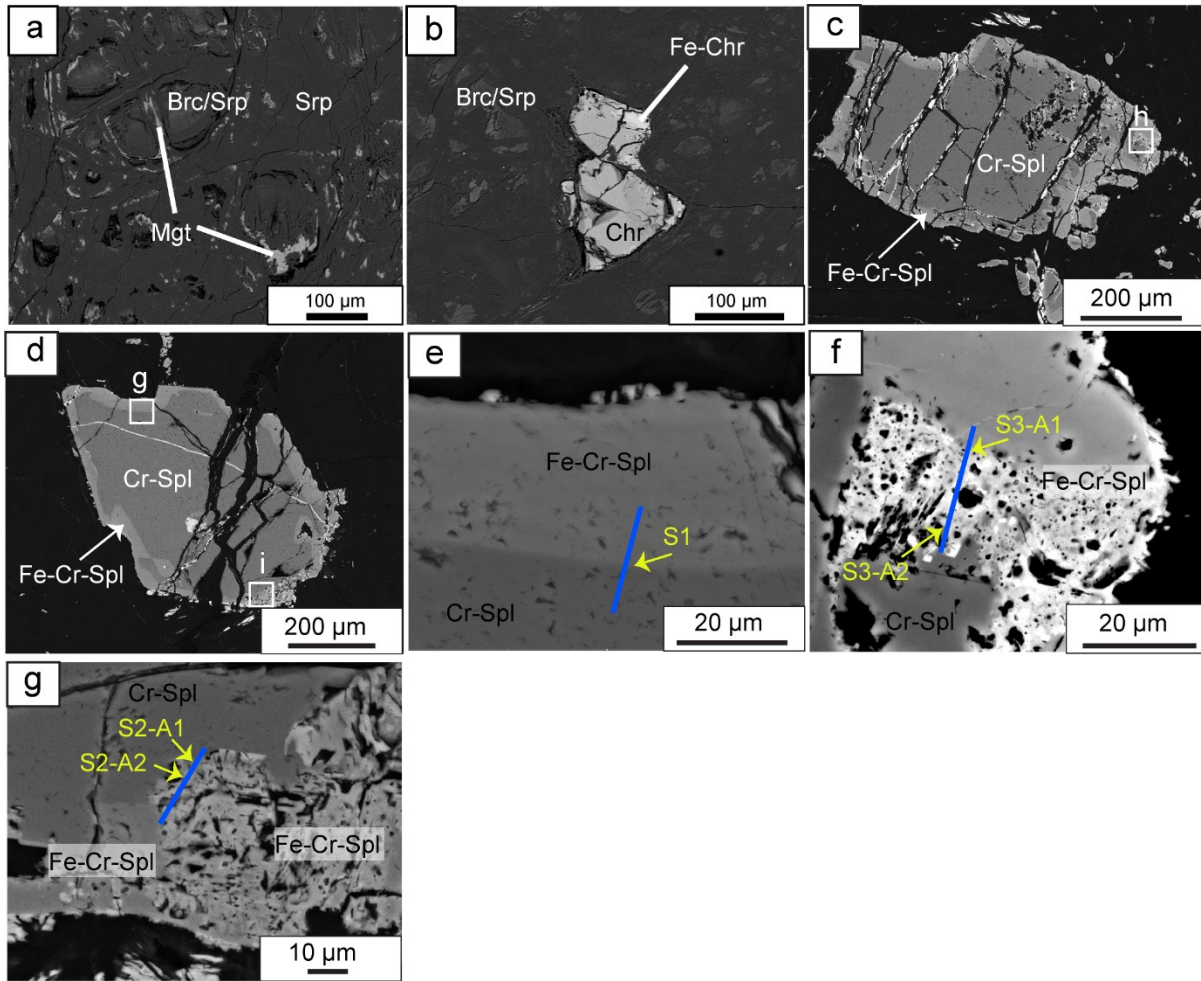 a
Brc/Srp
Srp
Mgt
100 µm
b
Fe-Chr
Brc/Srp
Chr
100 µm
c
h
Cr-Spl
Fe-Cr-Spl
200 µm
d
g
Cr-Spl
Fe-Cr-Spl
i
200 µm
e
Fe-Cr-Spl
S1
Cr-Spl
20 µm
f
S3-A1
Fe-Cr-Spl
S3-A2
Cr-Spl
20 µm
g
Cr-Spl
S2-A1
S2-A2
Fe-Cr-Spl
Fe-Cr-Spl
10 µm